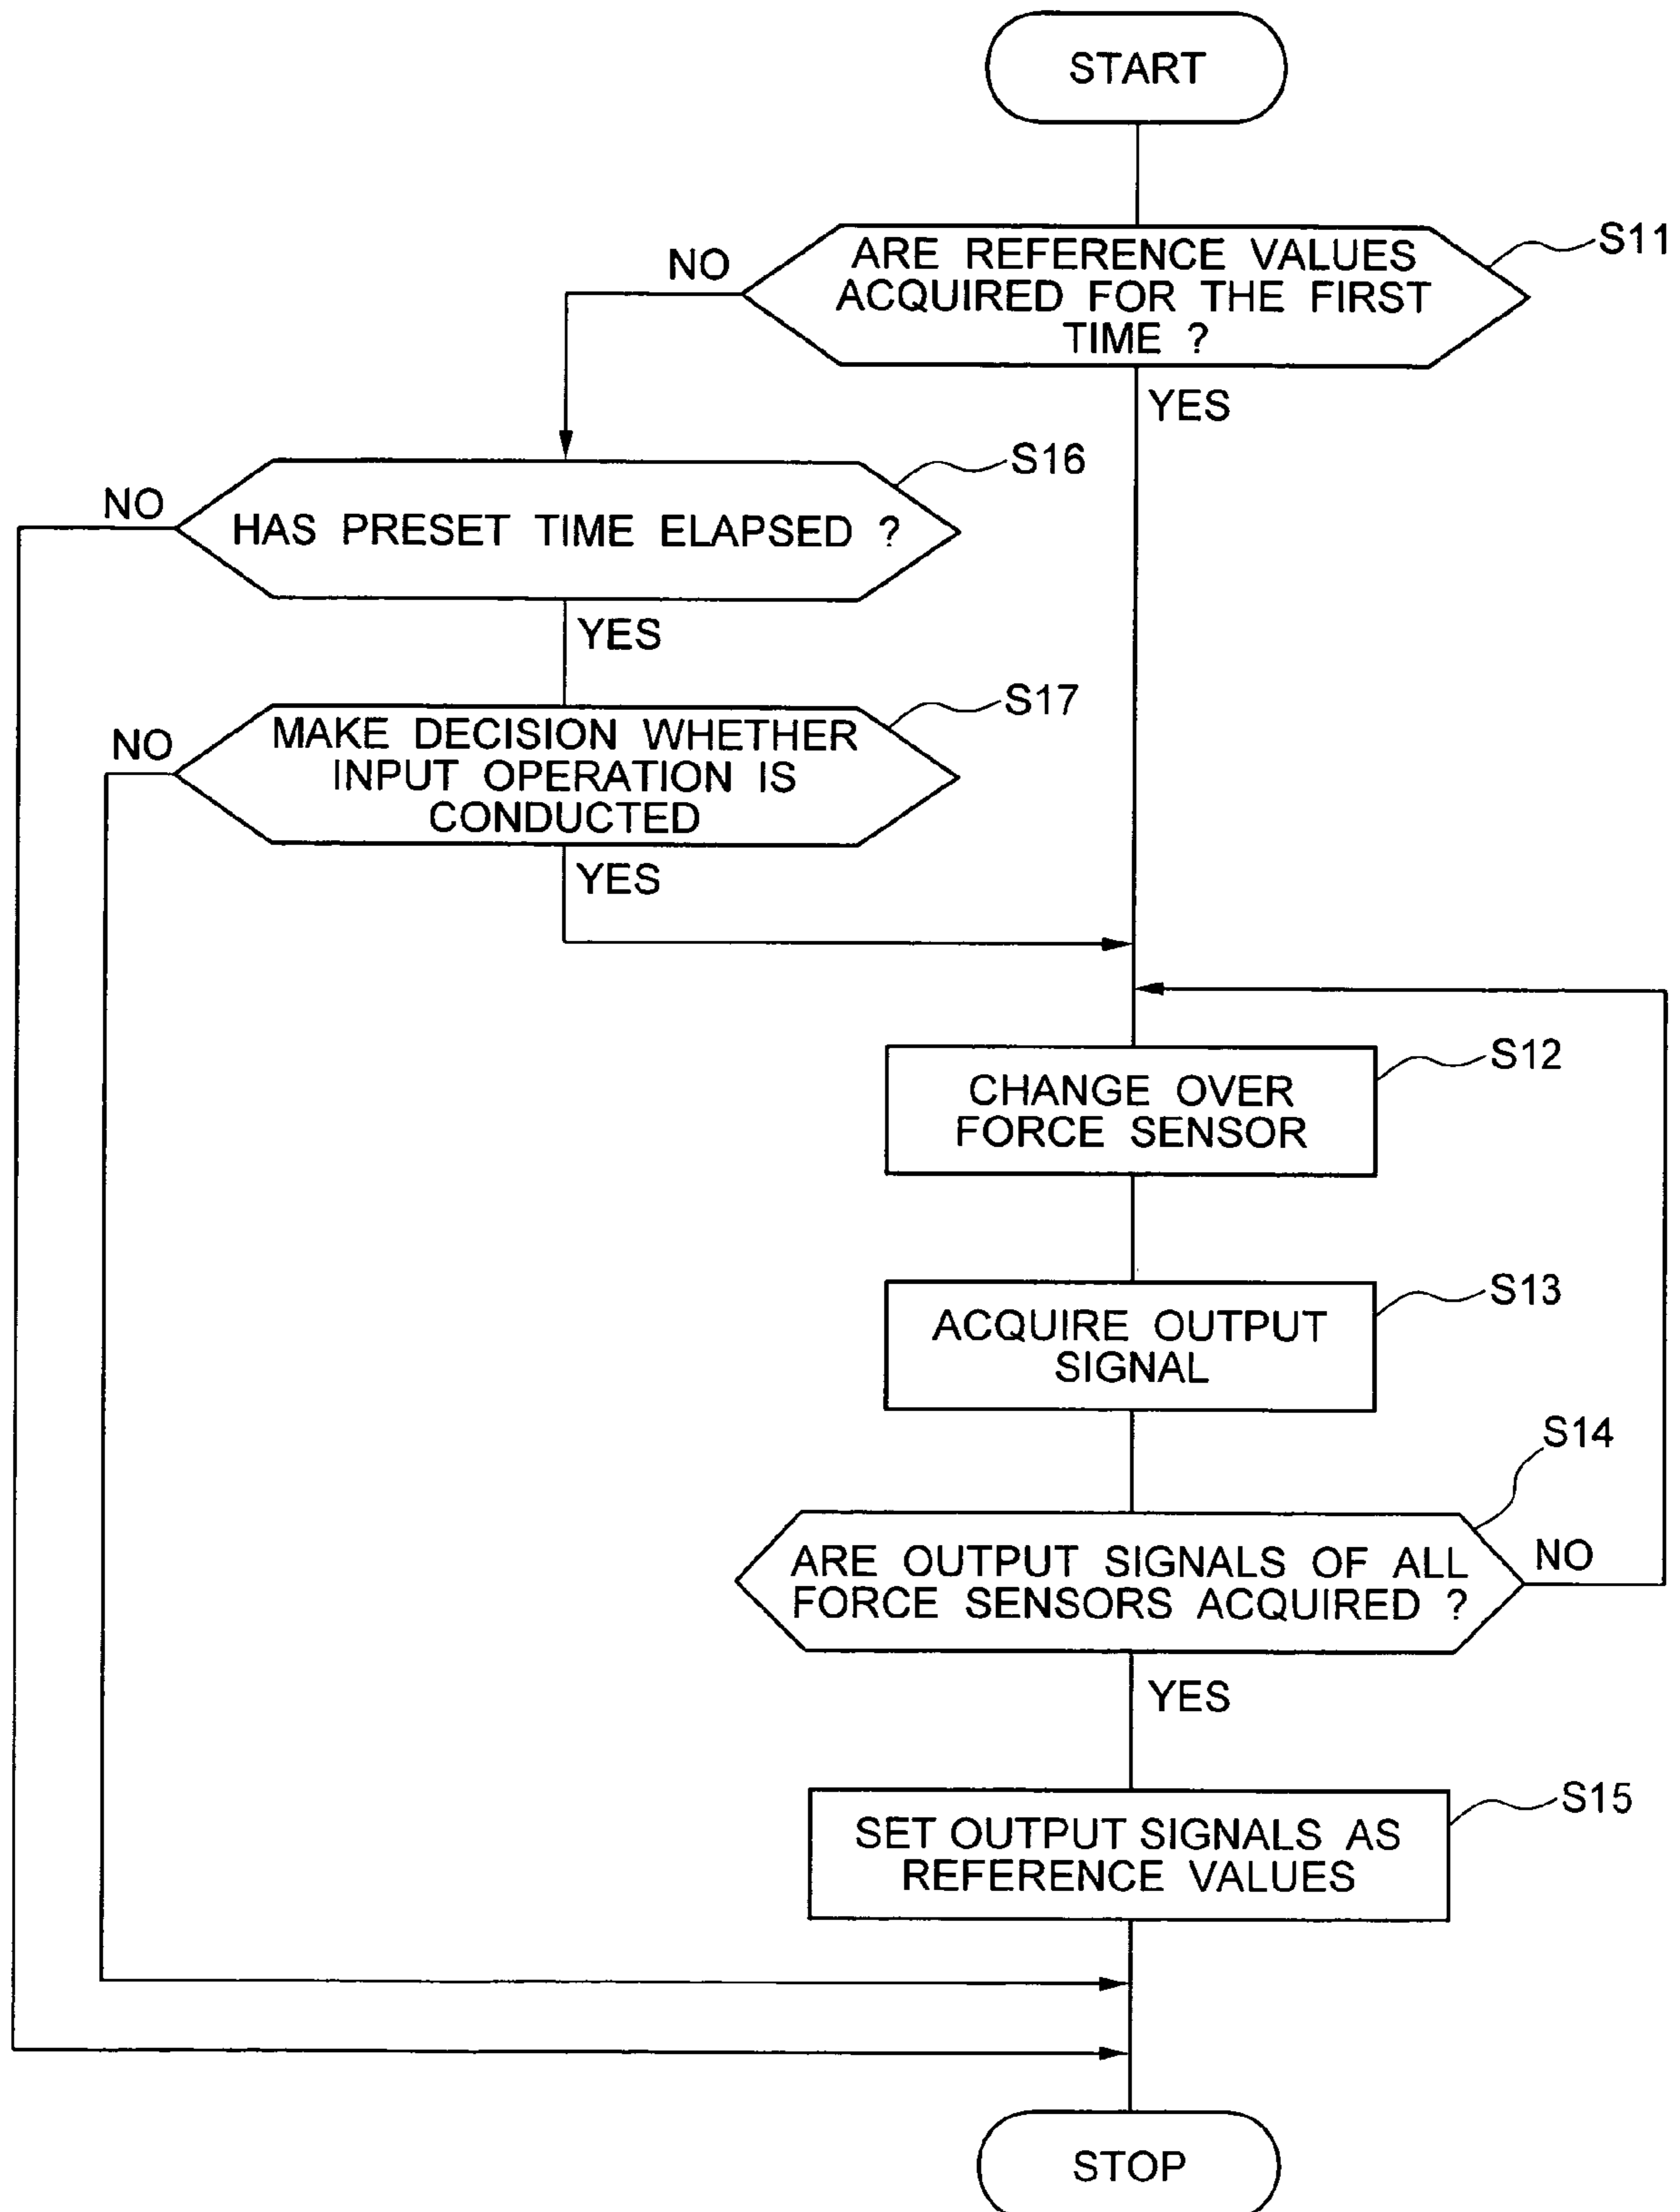 START
ARE REFERENCE VALUES
ACQUIRED FOR THE FIRST
TIME ?
S11
NO
YES
HAS PRESET TIME ELAPSED ?
S16
NO
YES
MAKE DECISION WHETHER
INPUT OPERATION IS
CONDUCTED
S17
NO
YES
CHANGE OVER
FORCE SENSOR
S12
ACQUIRE OUTPUT
SIGNAL
S13
ARE OUTPUT SIGNALS OF ALL
FORCE SENSORS ACQUIRED ?
S14
NO
YES
SET OUTPUT SIGNALS AS
REFERENCE VALUES
S15
STOP